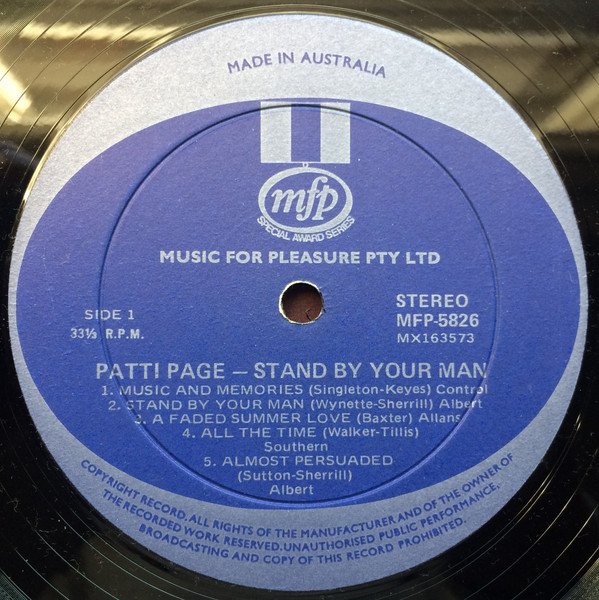 MADE IN AUSTRALIA
mfp
SPECIAL AWARD SERIES
MUSIC FOR PLEASURE PTY LTD
SIDE 1
33⅓ R.P.M.
STEREO
MFP-5826
MX163573
PATTI PAGE – STAND BY YOUR MAN
1. MUSIC AND MEMORIES (Singleton-Keyes) Control
2. STAND BY YOUR MAN (Wynette-Sherrill) Albert
3. A FADED SUMMER LOVE (Baxter) Allans
4. ALL THE TIME (Walker-Tillis)
Southern
5. ALMOST PERSUADED
(Sutton-Sherrill)
Albert
COPYRIGHT RECORD. ALL RIGHTS OF THE MANUFACTURER AND OF THE OWNER OF
THE RECORDED WORK RESERVED. UNAUTHORISED PUBLIC PERFORMANCE,
BROADCASTING AND COPY OF THIS RECORD PROHIBITED.